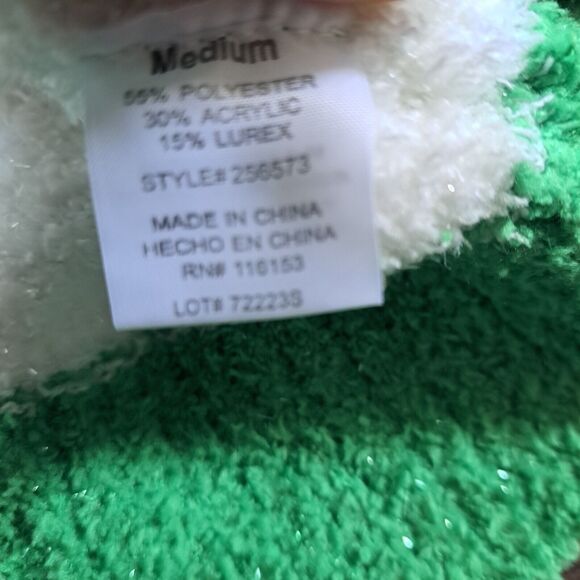 Medium
55% POLYESTER
30% ACRYLIC
15% LUREX
STYLE# 256573
MADE IN CHINA
HECHO EN CHINA
RN# 116153
LOT# 72223S